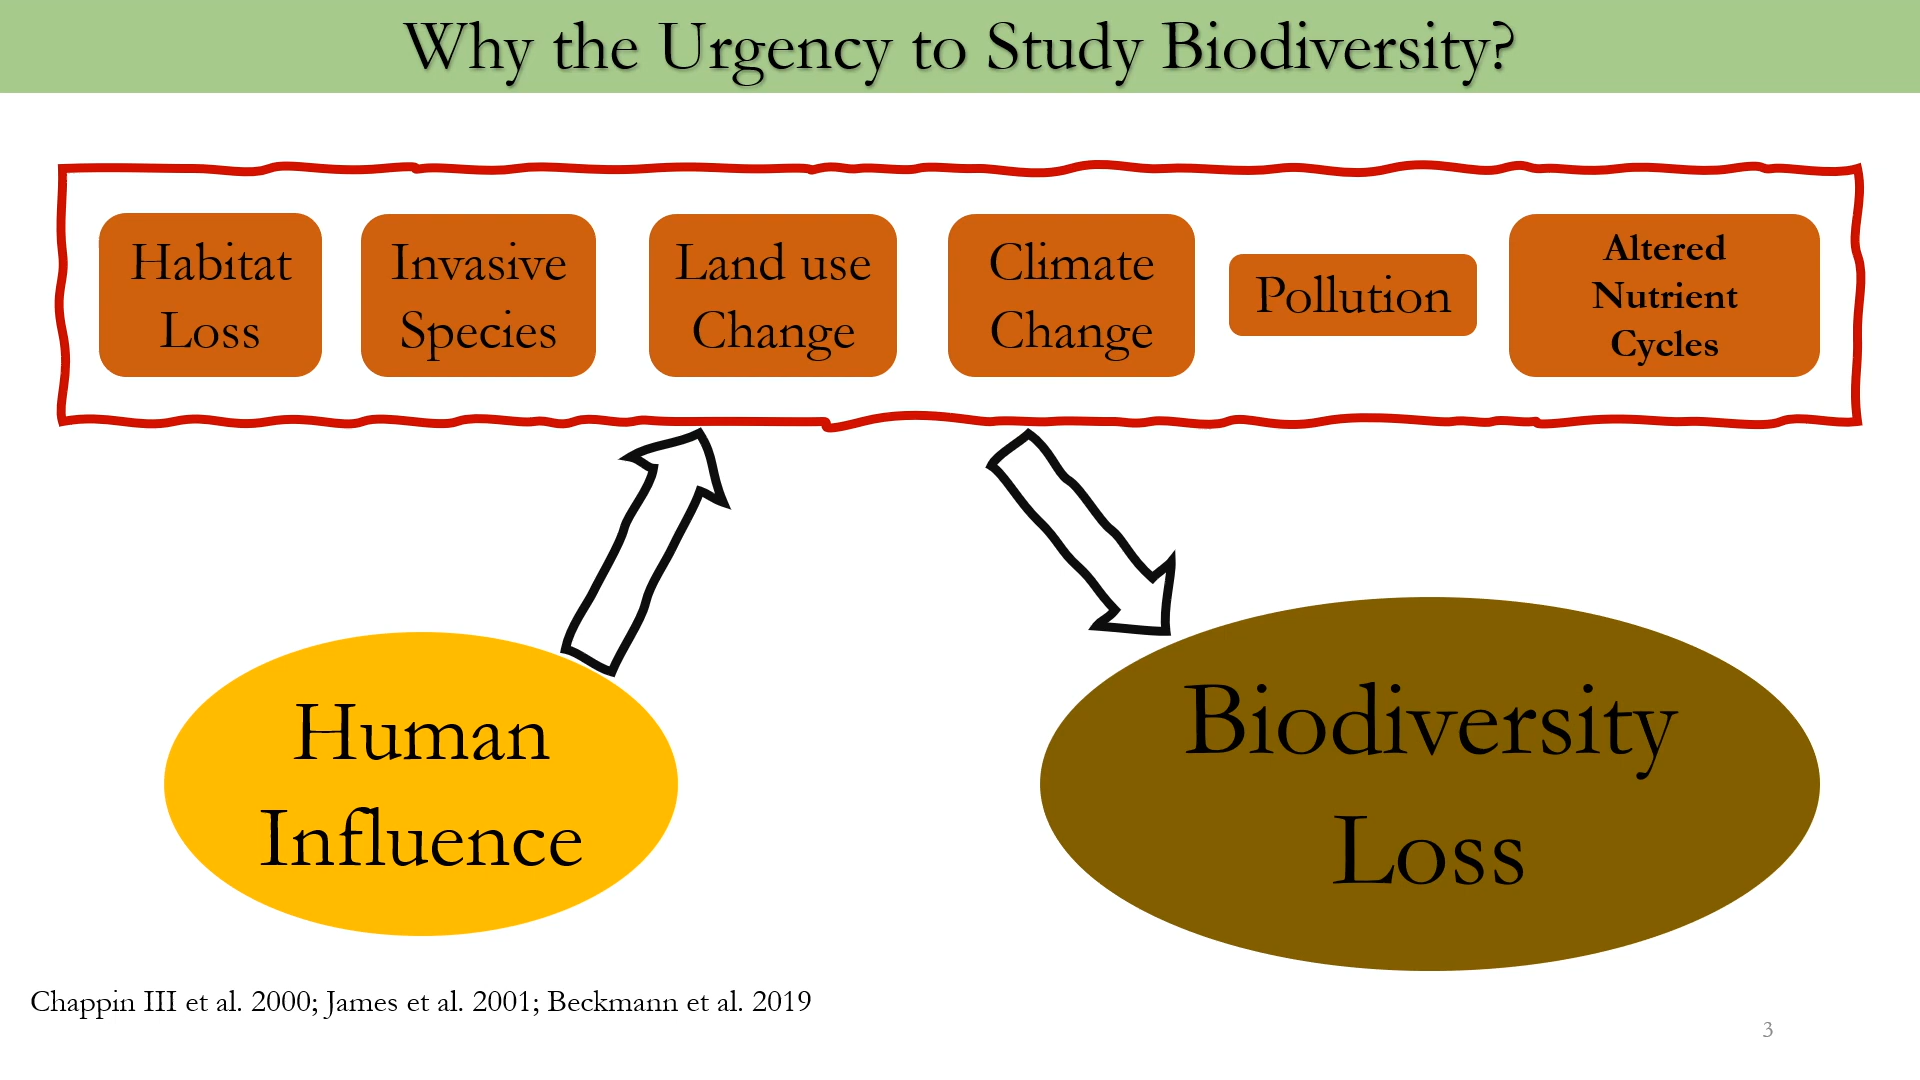 Why the Urgency to Study Biodiversity?
Habitat
Loss
Invasive
Species
Land use
Change
Climate
Change
Pollution
Altered
Nutrient
Cycles
Human
Influence
Biodiversity
Loss
Chappin III et al. 2000; James et al. 2001; Beckmann et al. 2019
3